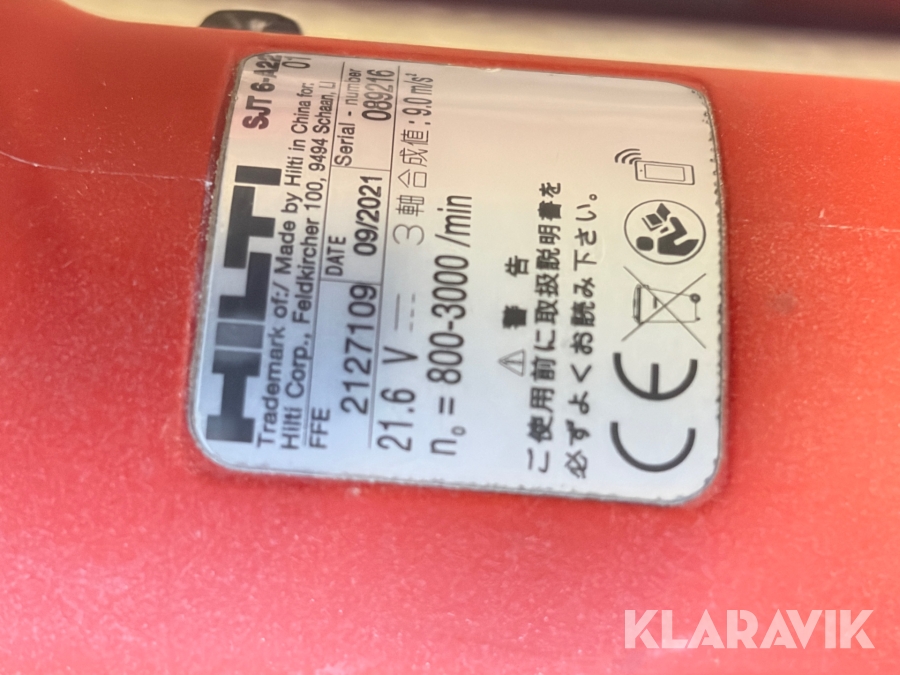 HILTI SJT 6-A22
Trademark of:/ Made by Hilti in China for: 01
Hilti Corp., Feldkircher 100, 9494 Schaan, LI
FFE DATE Serial - number
2127109 09/2021 089216
21.6 V 3軸合成値:9.0 m/s²
n₀ = 800-3000 /min
警告
ご使用前に取扱説明書を
必ずよくお読み下さい。
CE
KLARAVIK